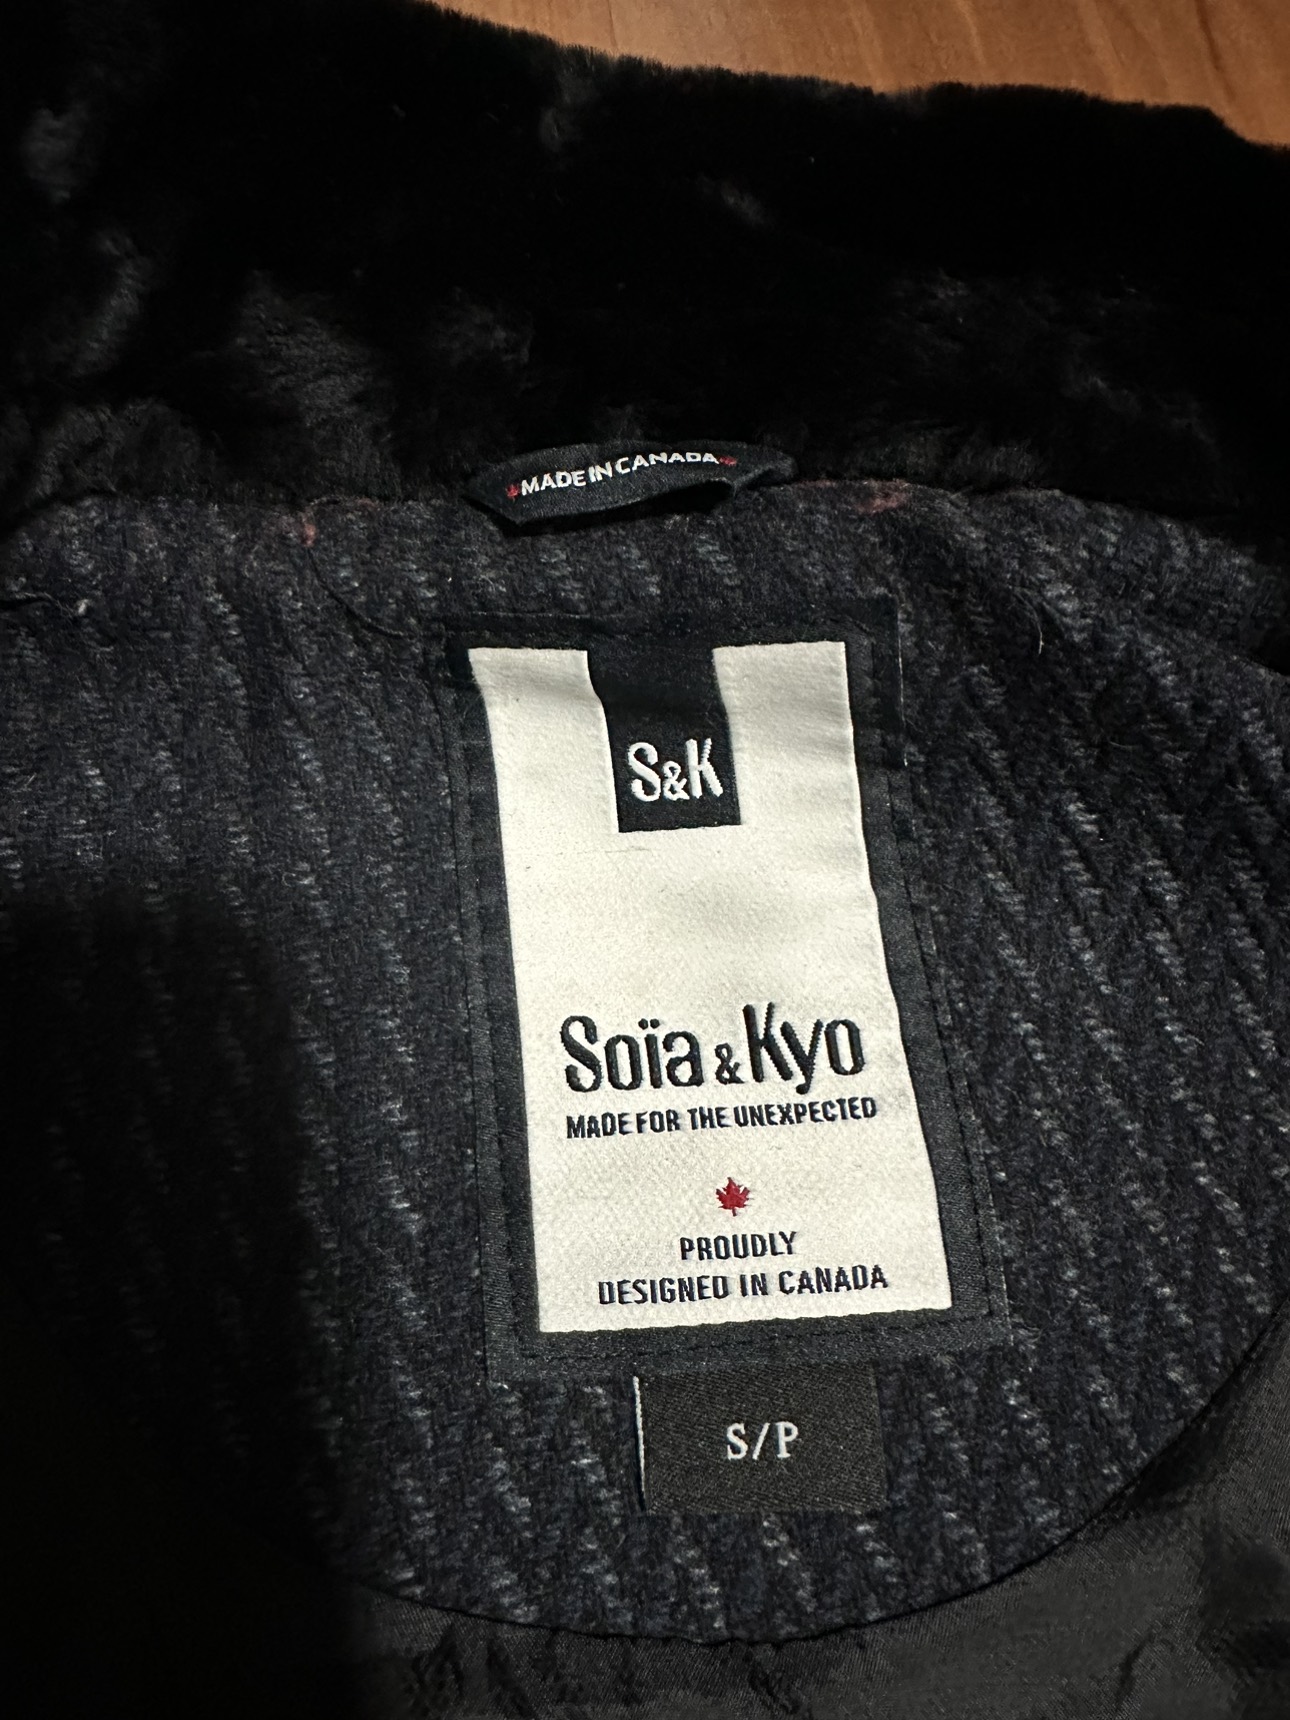 MADE IN CANADA
S&K
Soïa & Kyo
MADE FOR THE UNEXPECTED
PROUDLY
DESIGNED IN CANADA
S/P